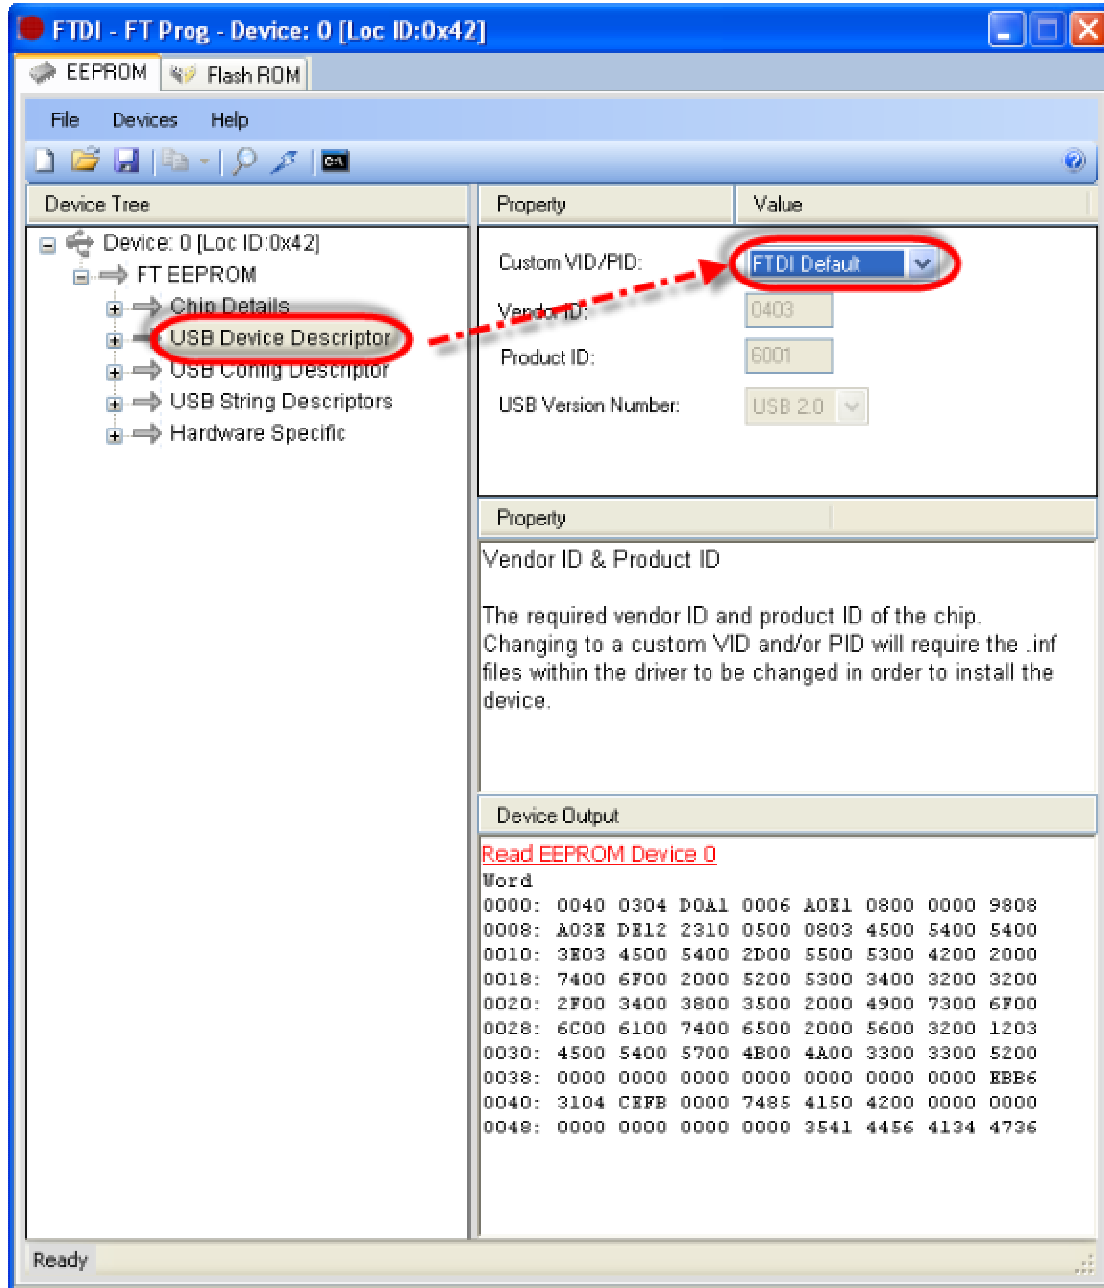 FTDI - FT Prog - Device: 0 [Loc ID:0x42]
EEPROM Flash ROM
File Devices Help
C:\
Device Tree
Device: 0 [Loc ID:0x42]
FT EEPROM
Chip Details
USB Device Descriptor
USB Config Descriptor
USB String Descriptors
Hardware Specific
Property Value
Custom VID/PID: FTDI Default
Vendor ID: 0403
Product ID: 6001
USB Version Number: USB 2.0
Property
Vendor ID & Product ID
The required vendor ID and product ID of the chip.
Changing to a custom VID and/or PID will require the .inf
files within the driver to be changed in order to install the
device.
Device Output
Read EEPROM Device 0
Word
0000: 0040 0304 D0A1 0006 A0E1 0800 0000 9808
0008: A03E DE12 2310 0500 0803 4500 5400 5400
0010: 3E03 4500 5400 2D00 5500 5300 4200 2000
0018: 7400 6F00 2000 5200 5300 3400 3200 3200
0020: 2F00 3400 3800 3500 2000 4900 7300 6F00
0028: 6C00 6100 7400 6500 2000 5600 3200 1203
0030: 4500 5400 5700 4B00 4A00 3300 3300 5200
0038: 0000 0000 0000 0000 0000 0000 0000 EBB6
0040: 3104 CEFB 0000 7485 4150 4200 0000 0000
0048: 0000 0000 0000 0000 3541 4456 4134 4736
Ready